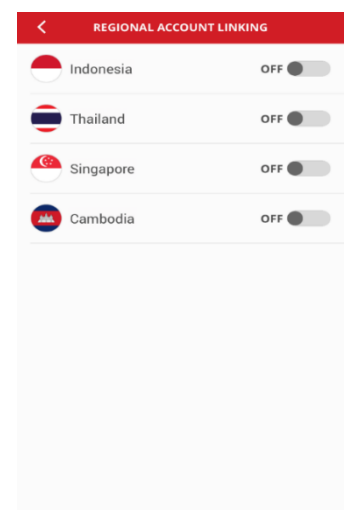 REGIONAL ACCOUNT LINKING
Indonesia OFF
Thailand OFF
Singapore OFF
Cambodia OFF